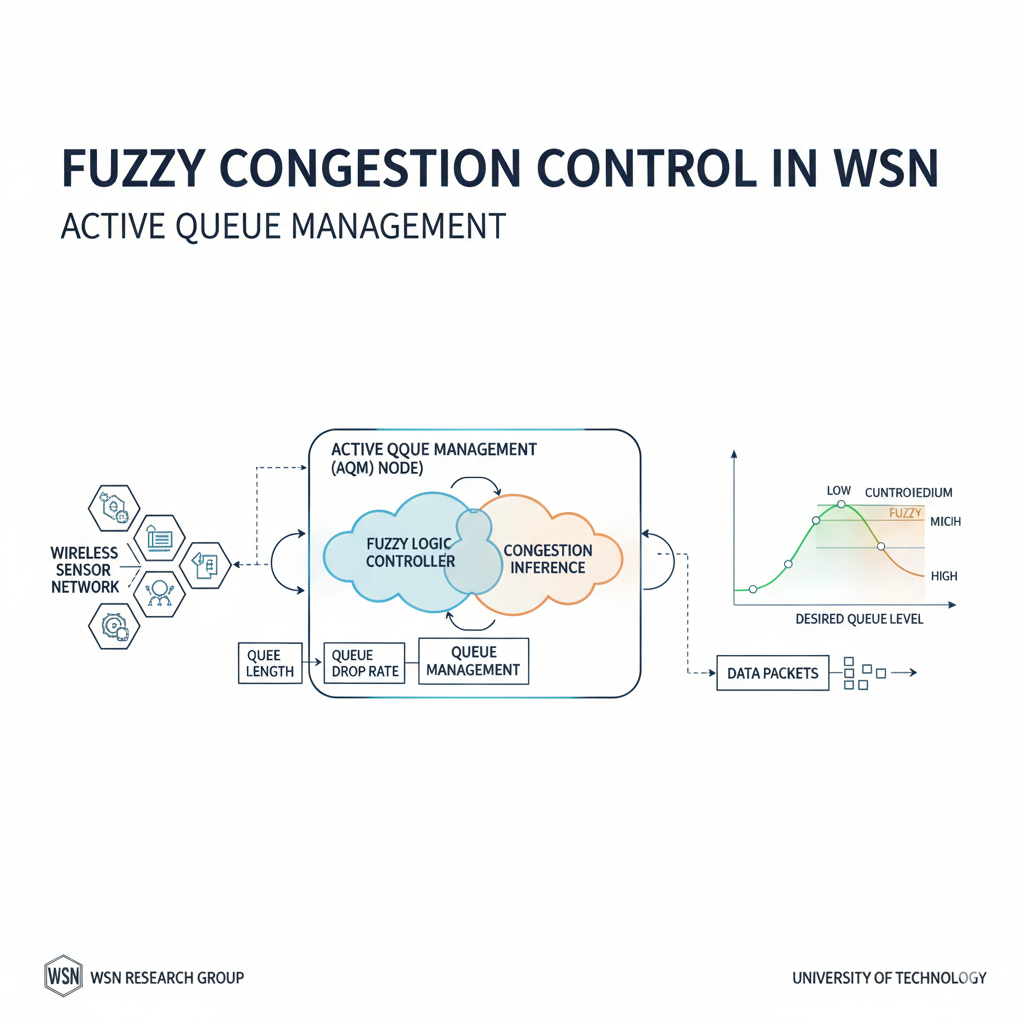 FUZZY CONGESTION CONTROL IN WSN
ACTIVE QUEUE MANAGEMENT
ACTIVE QQUE MANAGEMENT
(AQM) NODE)
WIRELESS
SENSOR
NETWORK
FUZZY LOGIC
CONTROLLER
CONGESTION
INFERENCE
QUEE
LENGTH
QUEUE
DROP RATE
QUEUE
MANAGEMENT
LOW
CUNTROIEDIUM
FUZZY
MICIH
HIGH
DESIRED QUEUE LEVEL
DATA PACKETS
WSN
WSN RESEARCH GROUP
UNIVERSITY OF TECHNOLOGY